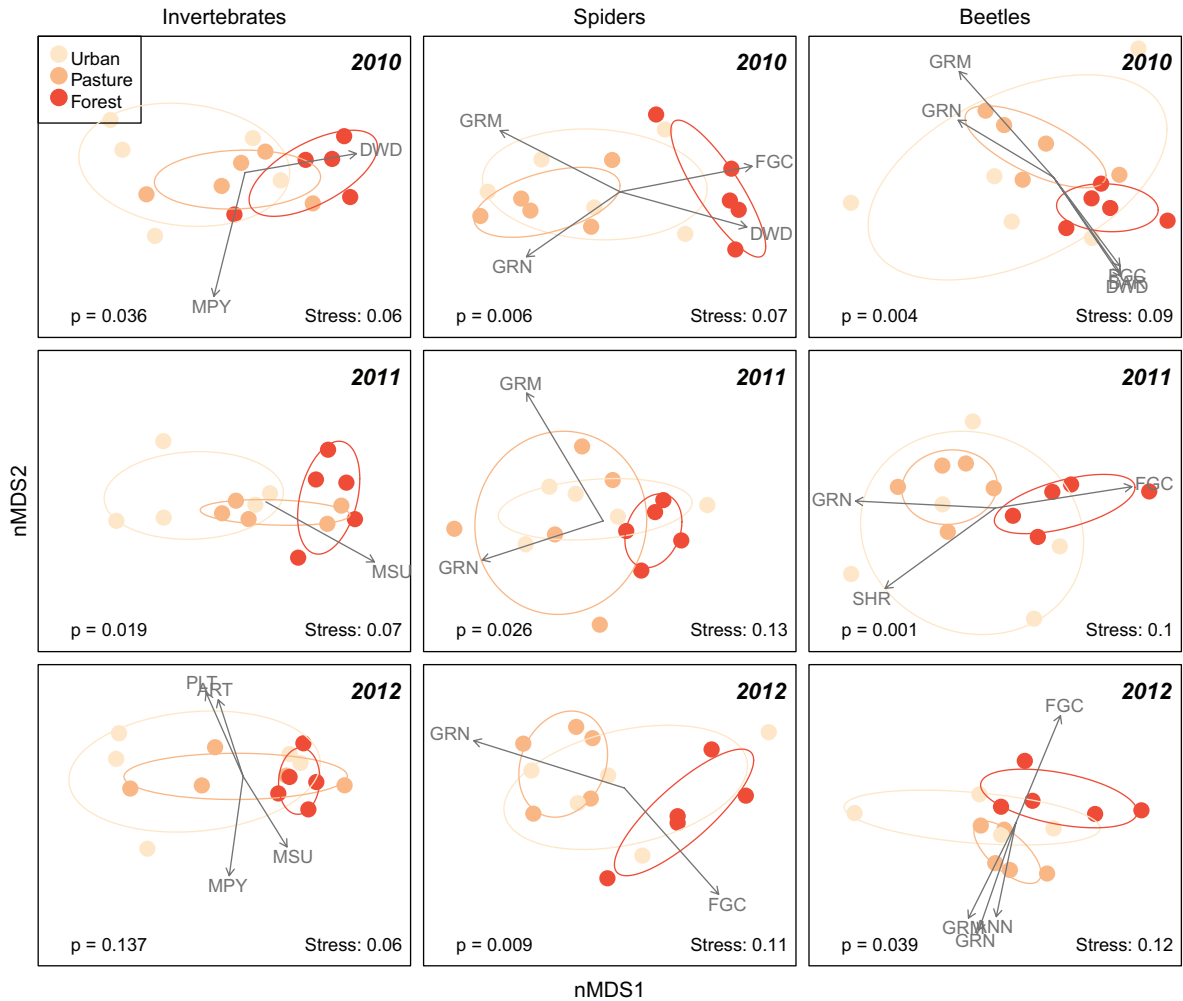 Invertebrates Spiders Beetles
Urban
Pasture
Forest
2010
DWD
MPY
p = 0.036 Stress: 0.06
2010
GRM
FGC
DWD
GRN
p = 0.006 Stress: 0.07
2010
GRM
GRN
DWD
p = 0.004 Stress: 0.09
nMDS2
2011
MSU
p = 0.019 Stress: 0.07
2011
GRM
GRN
p = 0.026 Stress: 0.13
2011
FGC
GRN
SHR
p = 0.001 Stress: 0.1
2012
PLT
ART
MSU
MPY
p = 0.137 Stress: 0.06
2012
GRN
FGC
p = 0.009 Stress: 0.11
2012
FGC
GRM
ANN
GRN
p = 0.039 Stress: 0.12
nMDS1